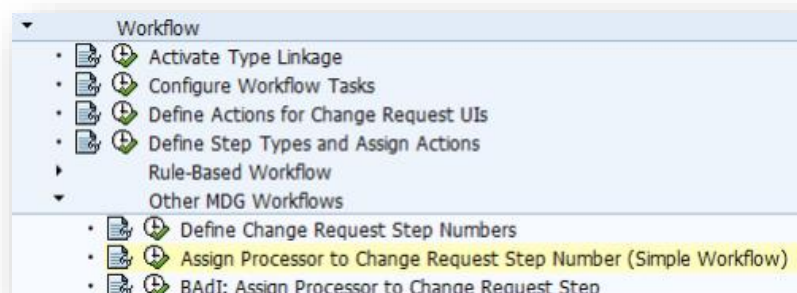 Workflow
Activate Type Linkage
Configure Workflow Tasks
Define Actions for Change Request UIs
Define Step Types and Assign Actions
Rule-Based Workflow
Other MDG Workflows
Define Change Request Step Numbers
Assign Processor to Change Request Step Number (Simple Workflow)
BAdI: Assign Processor to Change Request Step